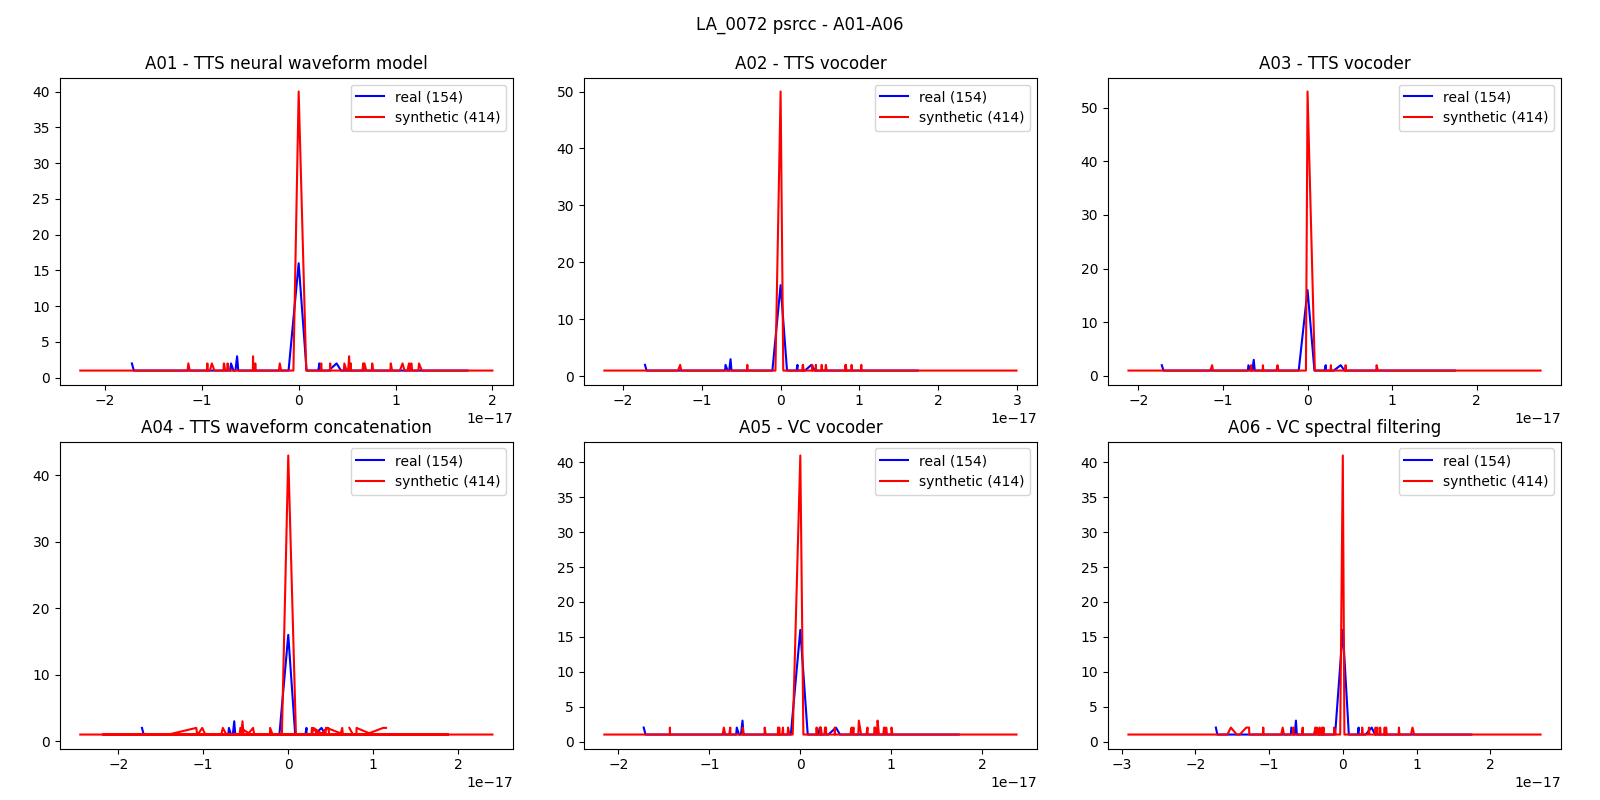 LA_0072 psrcc - A01-A06
A01 - TTS neural waveform model
real (154)
synthetic (414)
40
35
30
25
20
15
10
5
0
−2 −1 0 1 2
1e−17
A02 - TTS vocoder
real (154)
synthetic (414)
50
40
30
20
10
0
−2 −1 0 1 2 3
1e−17
A03 - TTS vocoder
real (154)
synthetic (414)
50
40
30
20
10
0
−2 −1 0 1 2
1e−17
A04 - TTS waveform concatenation
real (154)
synthetic (414)
40
30
20
10
0
−2 −1 0 1 2
1e−17
A05 - VC vocoder
real (154)
synthetic (414)
40
35
30
25
20
15
10
5
0
−2 −1 0 1 2
1e−17
A06 - VC spectral filtering
real (154)
synthetic (414)
40
35
30
25
20
15
10
5
0
−3 −2 −1 0 1 2
1e−17